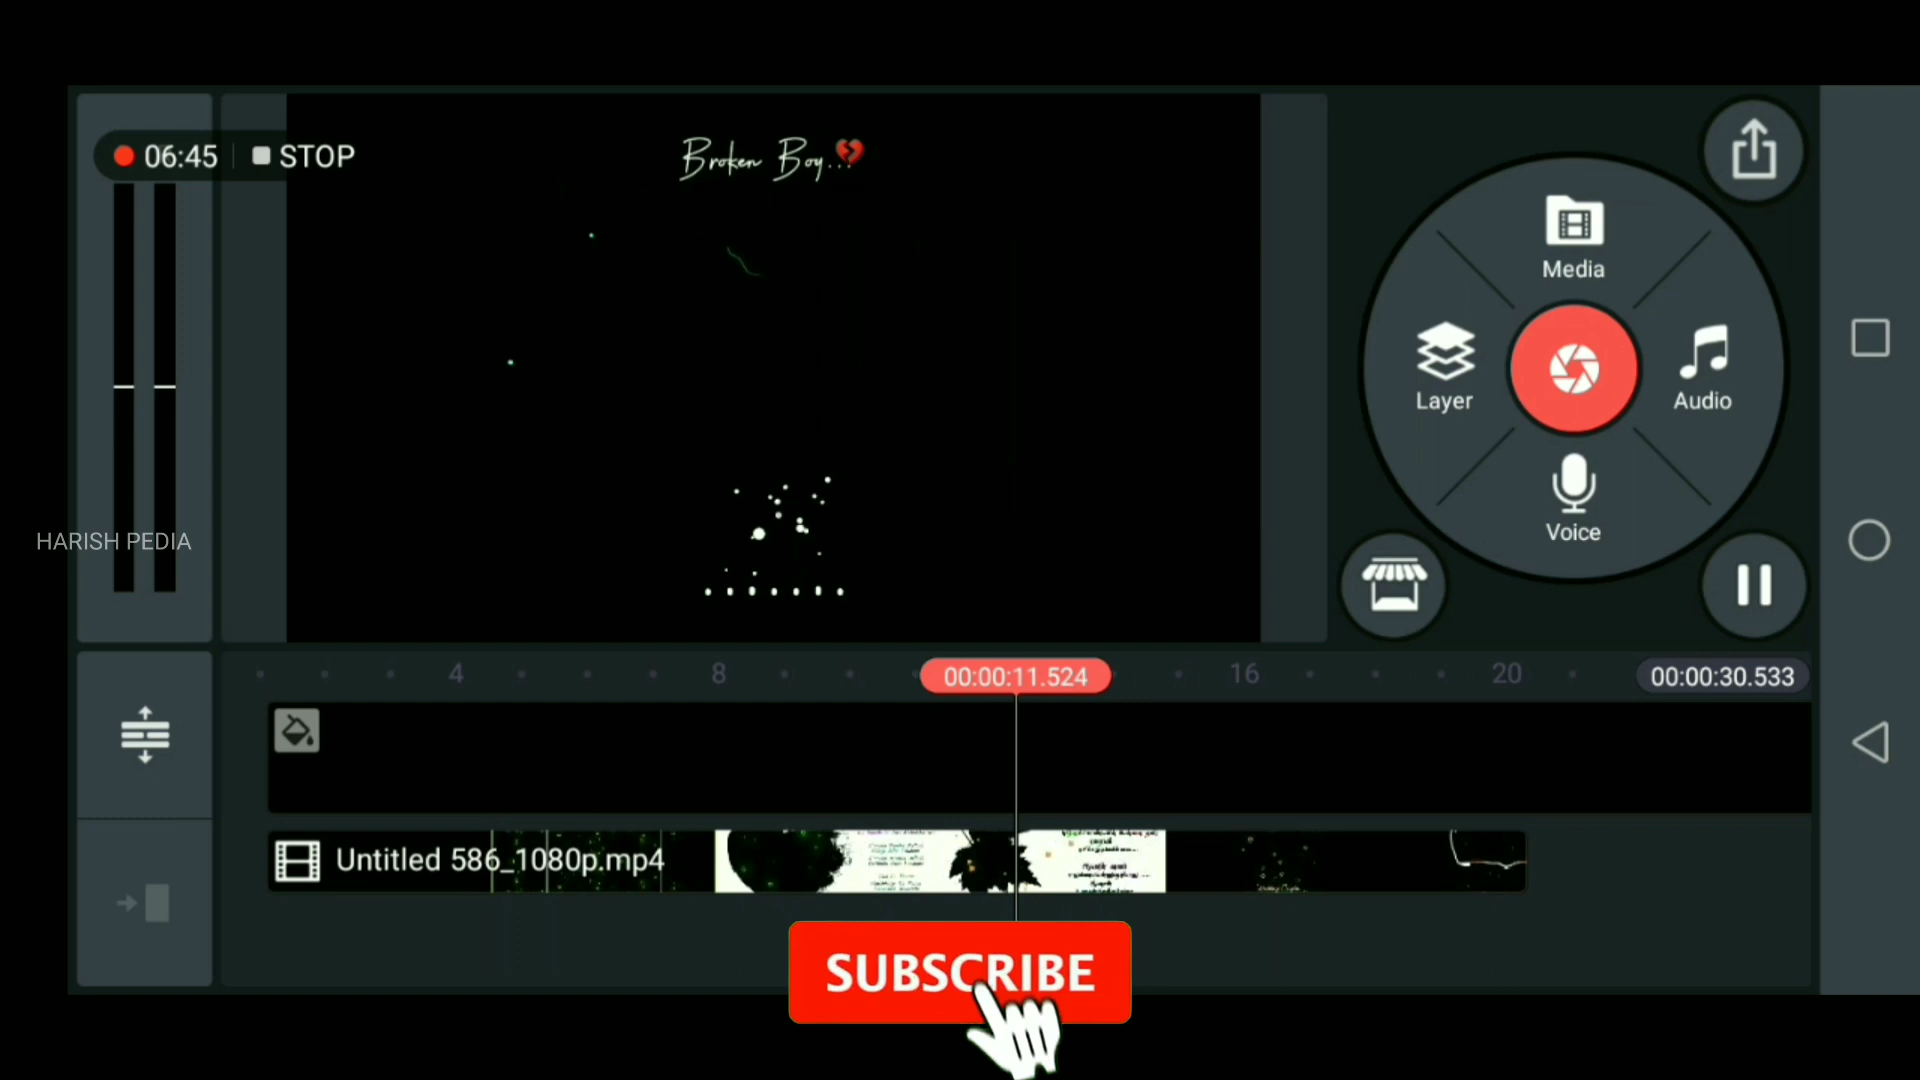 06:45 STOP
Broken Boy...💔
Media
Layer
Audio
Voice
HARISH PEDIA
4
8
00:00:11.524
16
20
00:00:30.533
Untitled 586_1080p.mp4
SUBSCRIBE